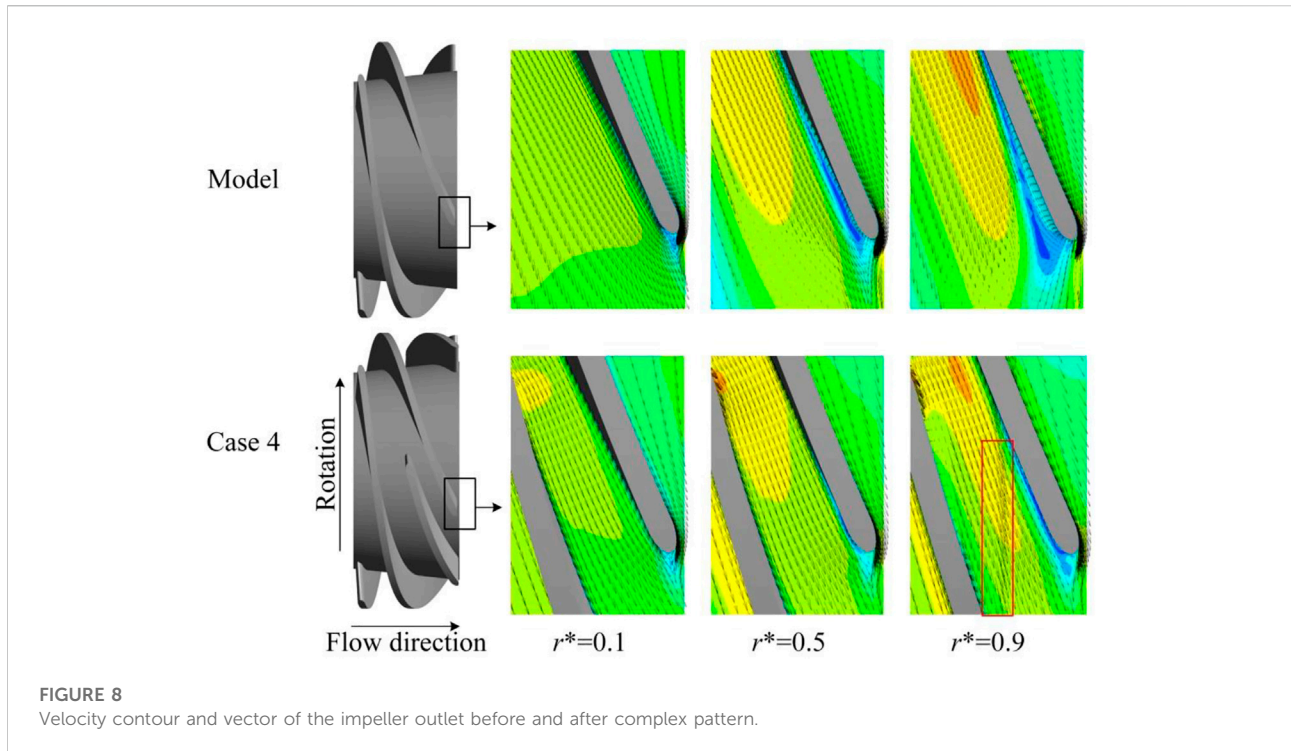 Model
Case 4
Rotation
Flow direction
r*=0.1
r*=0.5
r*=0.9
FIGURE 8
Velocity contour and vector of the impeller outlet before and after complex pattern.